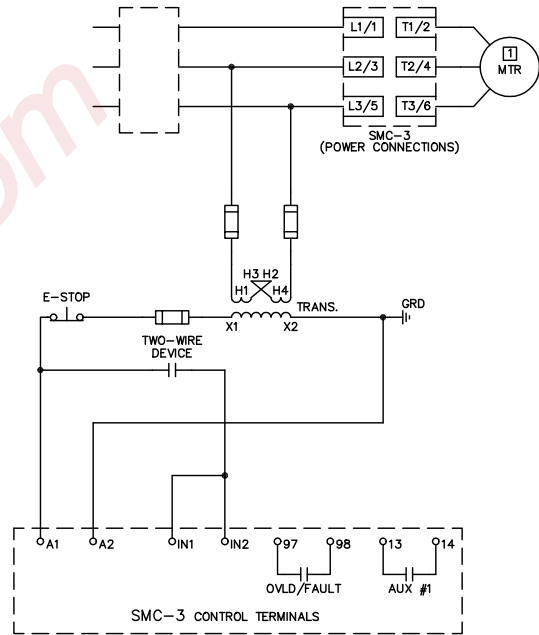 L1/1 T1/2
L2/3 T2/4
L3/5 T3/6
1
MTR
SMC-3
(POWER CONNECTIONS)
H3 H2
H1 H4
E-STOP
TRANS.
GRD
X1 X2
TWO-WIRE
DEVICE
A1 A2 IN1 IN2 97 98 13 14
OVLD/FAULT AUX #1
SMC-3 CONTROL TERMINALS
om